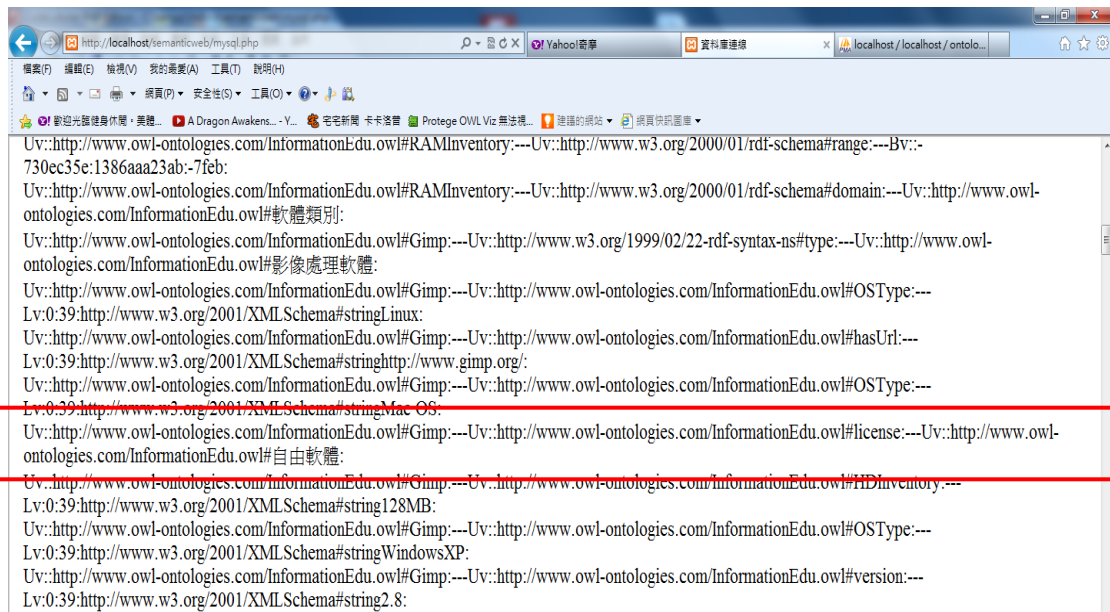 http://localhost/semanticweb/mysql.php
Yahoo!奇摩
資料庫連線
localhost / localhost / ontolo...
檔案(F) 編輯(E) 檢視(V) 我的最愛(A) 工具(T) 說明(H)
網頁(P) 安全性(S) 工具(O)
歡迎光臨健身休閒、美體... A Dragon Awakens... - Y... 宅宅新聞 卡卡洛普 Protege OWL Viz 無法視... 建議的網站 網頁快訊圖庫
Uv::http://www.owl-ontologies.com/InformationEdu.owl#RAMInventory:---Uv::http://www.w3.org/2000/01/rdf-schema#range:---Bv::-
730ec35e:1386aaa23ab:-7feb:
Uv::http://www.owl-ontologies.com/InformationEdu.owl#RAMInventory:---Uv::http://www.w3.org/2000/01/rdf-schema#domain:---Uv::http://www.owl-
ontologies.com/InformationEdu.owl#軟體類別:
Uv::http://www.owl-ontologies.com/InformationEdu.owl#Gimp:---Uv::http://www.w3.org/1999/02/22-rdf-syntax-ns#type:---Uv::http://www.owl-
ontologies.com/InformationEdu.owl#影像處理軟體:
Uv::http://www.owl-ontologies.com/InformationEdu.owl#Gimp:---Uv::http://www.owl-ontologies.com/InformationEdu.owl#OSType:---
Lv:0:39:http://www.w3.org/2001/XMLSchema#stringLinux:
Uv::http://www.owl-ontologies.com/InformationEdu.owl#Gimp:---Uv::http://www.owl-ontologies.com/InformationEdu.owl#hasUrl:---
Lv:0:39:http://www.w3.org/2001/XMLSchema#stringhttp://www.gimp.org/:
Uv::http://www.owl-ontologies.com/InformationEdu.owl#Gimp:---Uv::http://www.owl-ontologies.com/InformationEdu.owl#OSType:---
Lv:0:39:http://www.w3.org/2001/XMLSchema#stringMac OS:
Uv::http://www.owl-ontologies.com/InformationEdu.owl#Gimp:---Uv::http://www.owl-ontologies.com/InformationEdu.owl#license:---Uv::http://www.owl-
ontologies.com/InformationEdu.owl#自由軟體:
Uv::http://www.owl-ontologies.com/InformationEdu.owl#Gimp:---Uv::http://www.owl-ontologies.com/InformationEdu.owl#HDInventory:---
Lv:0:39:http://www.w3.org/2001/XMLSchema#string128MB:
Uv::http://www.owl-ontologies.com/InformationEdu.owl#Gimp:---Uv::http://www.owl-ontologies.com/InformationEdu.owl#OSType:---
Lv:0:39:http://www.w3.org/2001/XMLSchema#stringWindowsXP:
Uv::http://www.owl-ontologies.com/InformationEdu.owl#Gimp:---Uv::http://www.owl-ontologies.com/InformationEdu.owl#version:---
Lv:0:39:http://www.w3.org/2001/XMLSchema#string2.8: